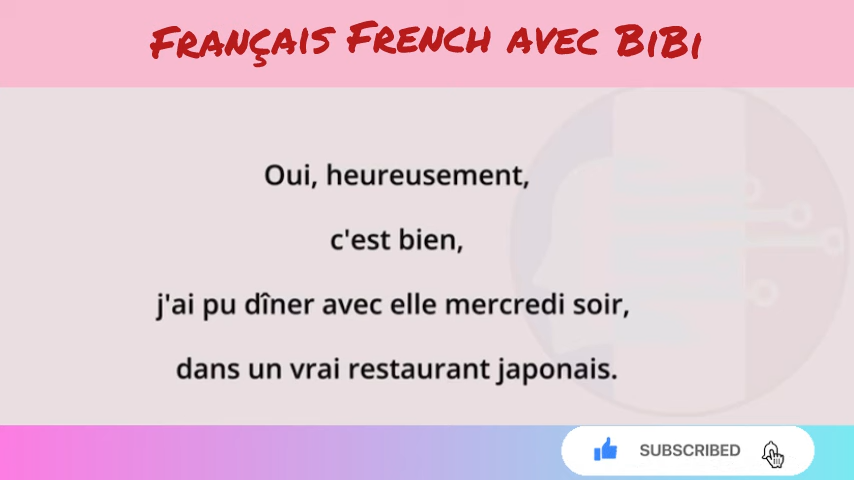 Français French avec BiBi
Oui, heureusement,
c'est bien,
j'ai pu dîner avec elle mercredi soir,
dans un vrai restaurant japonais.
SUBSCRIBED